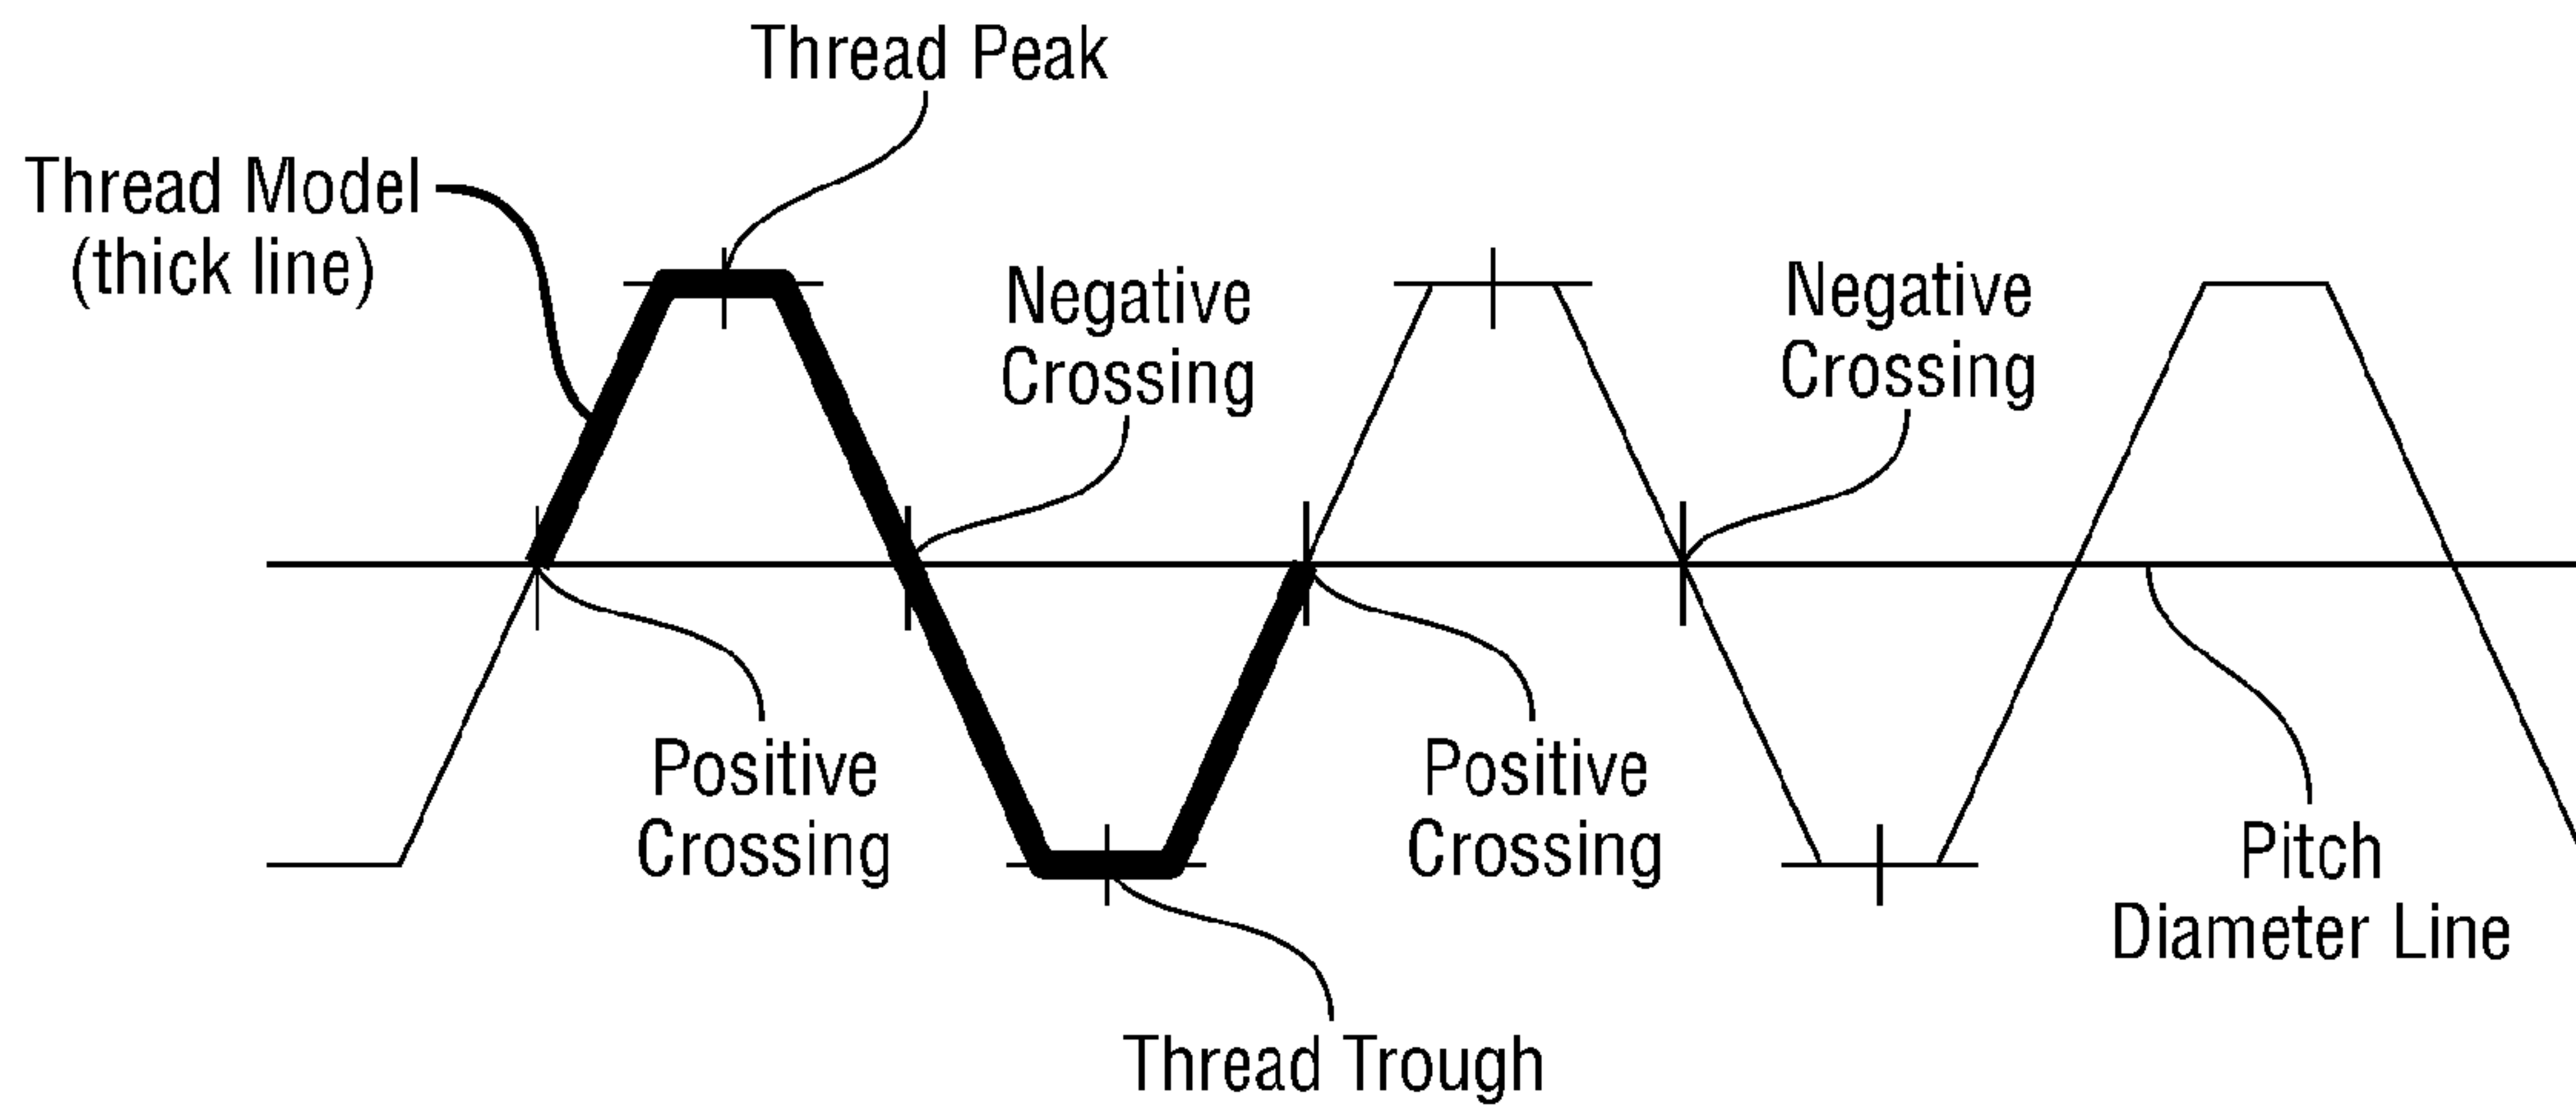 Thread Peak
Thread Model
(thick line)
Negative
Crossing
Negative
Crossing
Positive
Crossing
Positive
Crossing
Pitch
Diameter Line
Thread Trough